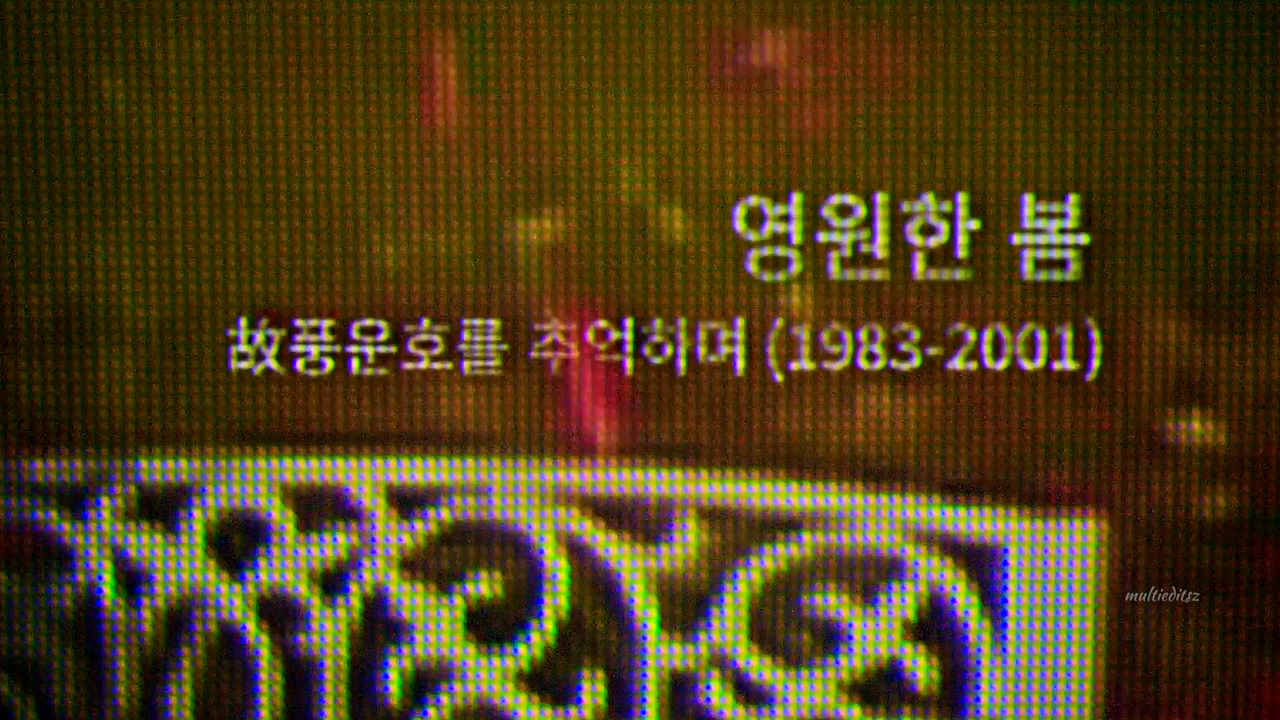 영원한 봄
故풍운호를 추억하며 (1983-2001)
multieditsz